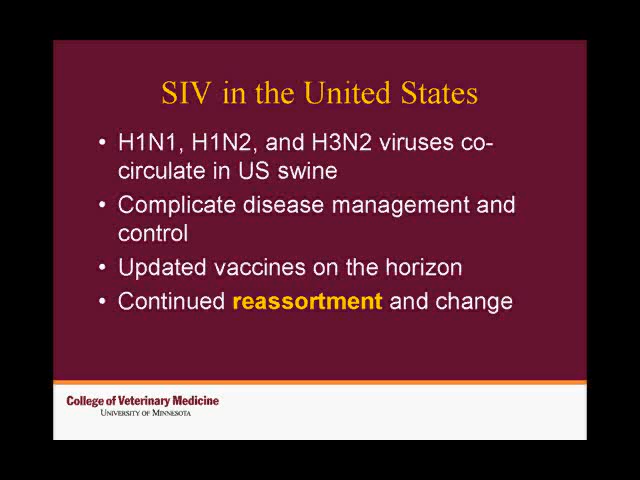 SIV in the United States
• H1N1, H1N2, and H3N2 viruses co-
circulate in US swine
• Complicate disease management and
control
• Updated vaccines on the horizon
• Continued reassortment and change
College of Veterinary Medicine
UNIVERSITY OF MINNESOTA